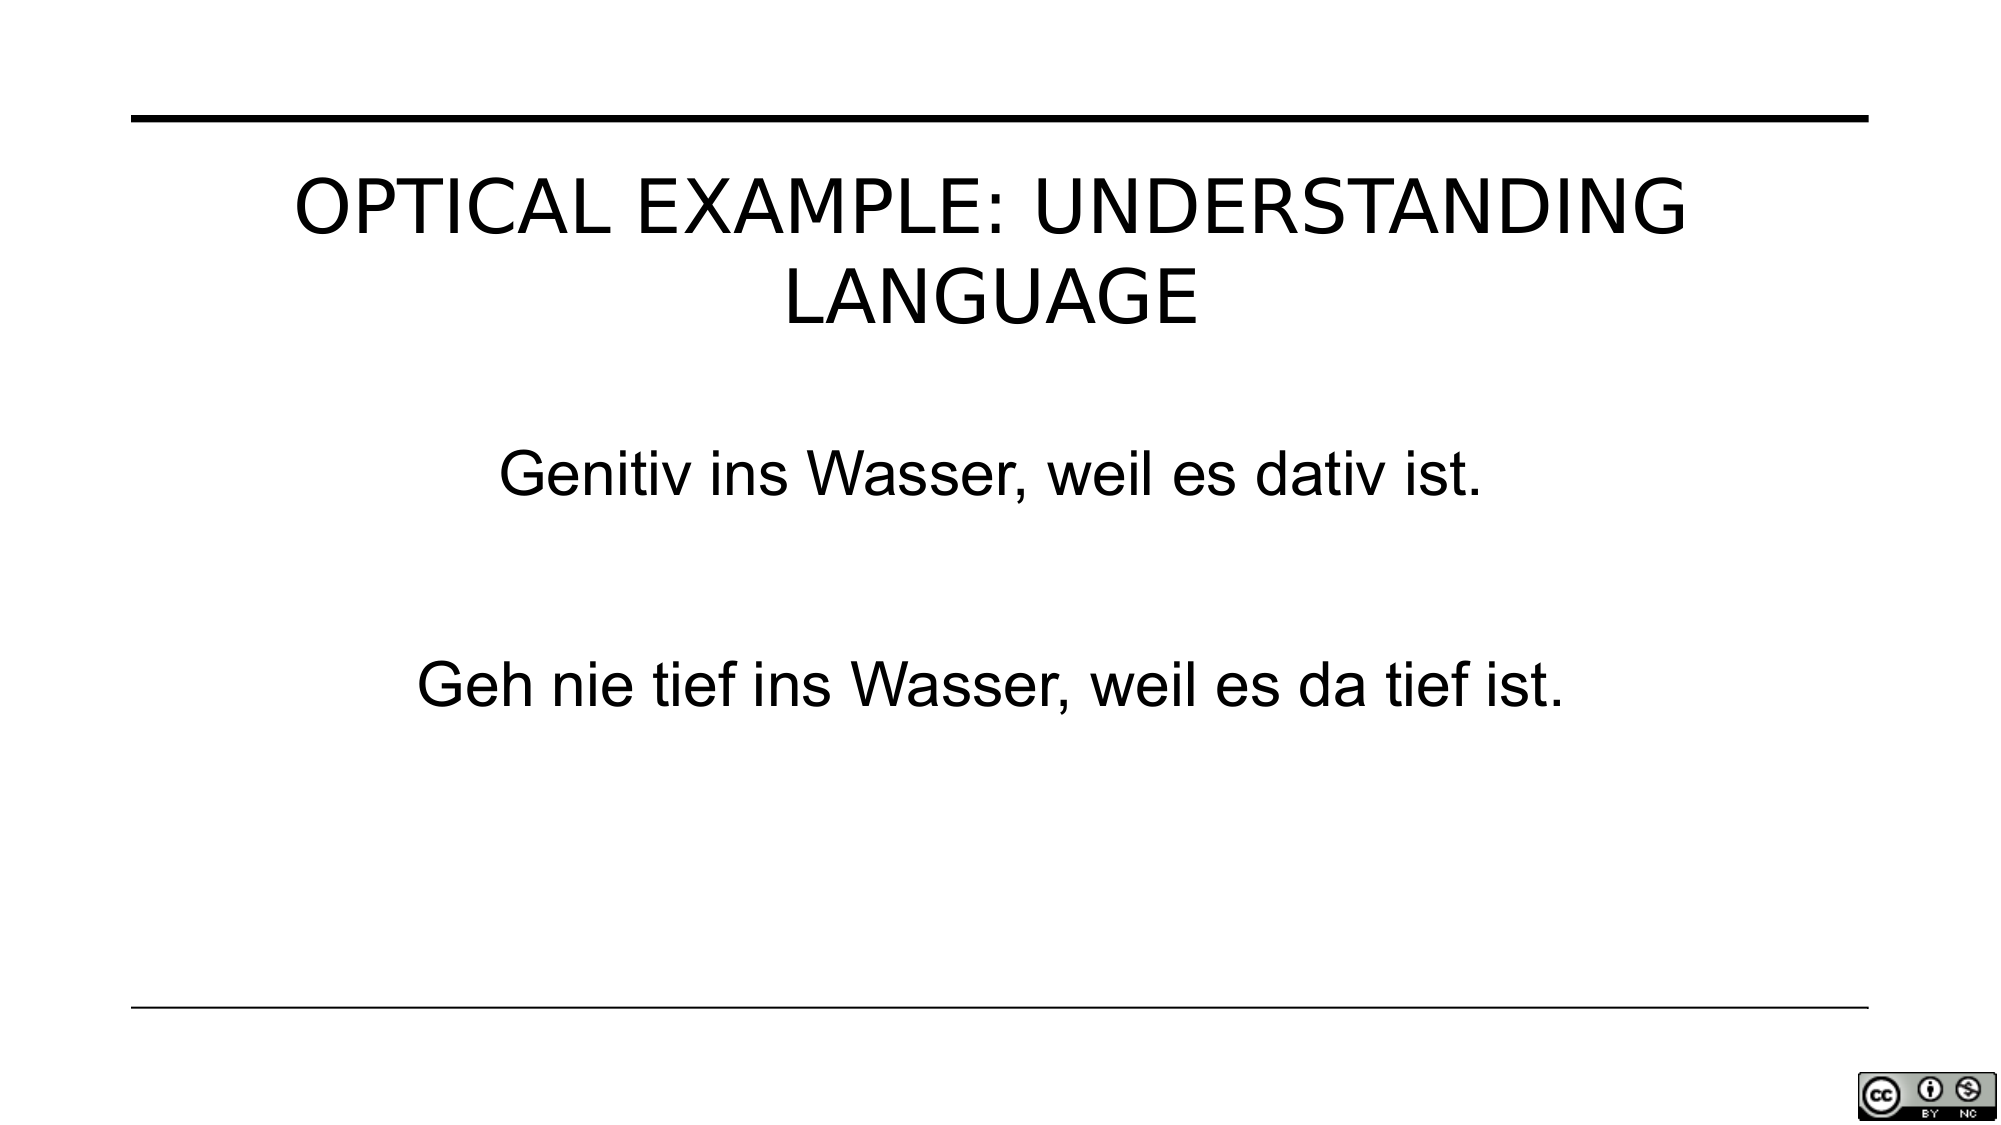 OPTICAL EXAMPLE: UNDERSTANDING
LANGUAGE
Genitiv ins Wasser, weil es dativ ist.
Geh nie tief ins Wasser, weil es da tief ist.
cc
BY NC